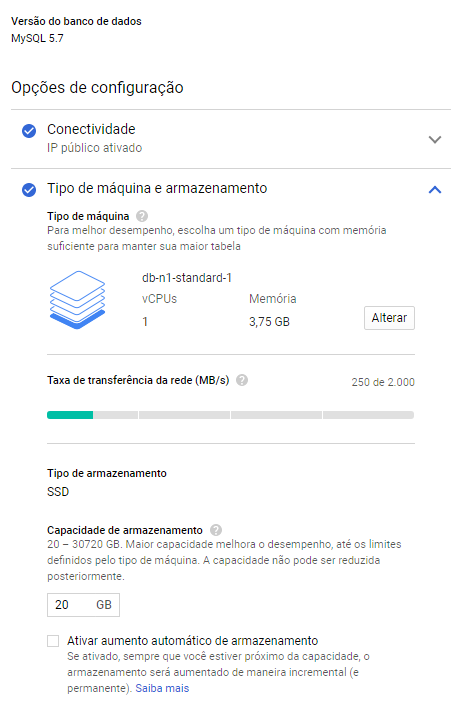 Versão do banco de dados
MySQL 5.7
Opções de configuração
Conectividade
IP público ativado
Tipo de máquina e armazenamento
Tipo de máquina ?
Para melhor desempenho, escolha um tipo de máquina com memória
suficiente para manter sua maior tabela
db-n1-standard-1
vCPUs Memória
1 3,75 GB Alterar
Taxa de transferência da rede (MB/s) ? 250 de 2.000
Tipo de armazenamento
SSD
Capacidade de armazenamento ?
20 – 30720 GB. Maior capacidade melhora o desempenho, até os limites
definidos pelo tipo de máquina. A capacidade não pode ser reduzida
posteriormente.
20 GB
Ativar aumento automático de armazenamento
Se ativado, sempre que você estiver próximo da capacidade, o
armazenamento será aumentado de maneira incremental (e
permanente). Saiba mais